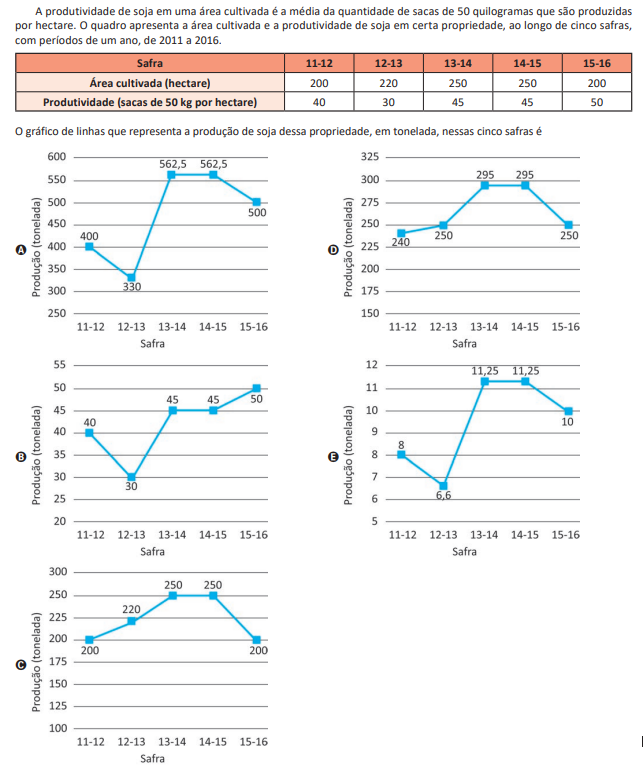 A produtividade de soja em uma área cultivada é a média da quantidade de sacas de 50 quilogramas que são produzidas
por hectare. O quadro apresenta a área cultivada e a produtividade de soja em certa propriedade, ao longo de cinco safras,
com períodos de um ano, de 2011 a 2016.
Safra 11-12 12-13 13-14 14-15 15-16
Área cultivada (hectare) 200 220 250 250 200
Produtividade (sacas de 50 kg por hectare) 40 30 45 45 50
O gráfico de linhas que representa a produção de soja dessa propriedade, em tonelada, nessas cinco safras é
A
Produção (tonelada)
600
550
500
450
400
350
300
250
400
330
562,5
562,5
500
11-12 12-13 13-14 14-15 15-16
Safra
B
Produção (tonelada)
55
50
45
40
35
30
25
20
40
30
45
45
50
11-12 12-13 13-14 14-15 15-16
Safra
C
Produção (tonelada)
300
250
225
200
175
150
125
100
200
220
250
250
200
11-12 12-13 13-14 14-15 15-16
Safra
D
Produção (tonelada)
325
300
275
250
225
200
175
150
240
250
295
295
250
11-12 12-13 13-14 14-15 15-16
Safra
E
Produção (tonelada)
12
11
10
9
8
7
6
5
8
6,6
11,25
11,25
10
11-12 12-13 13-14 14-15 15-16
Safra